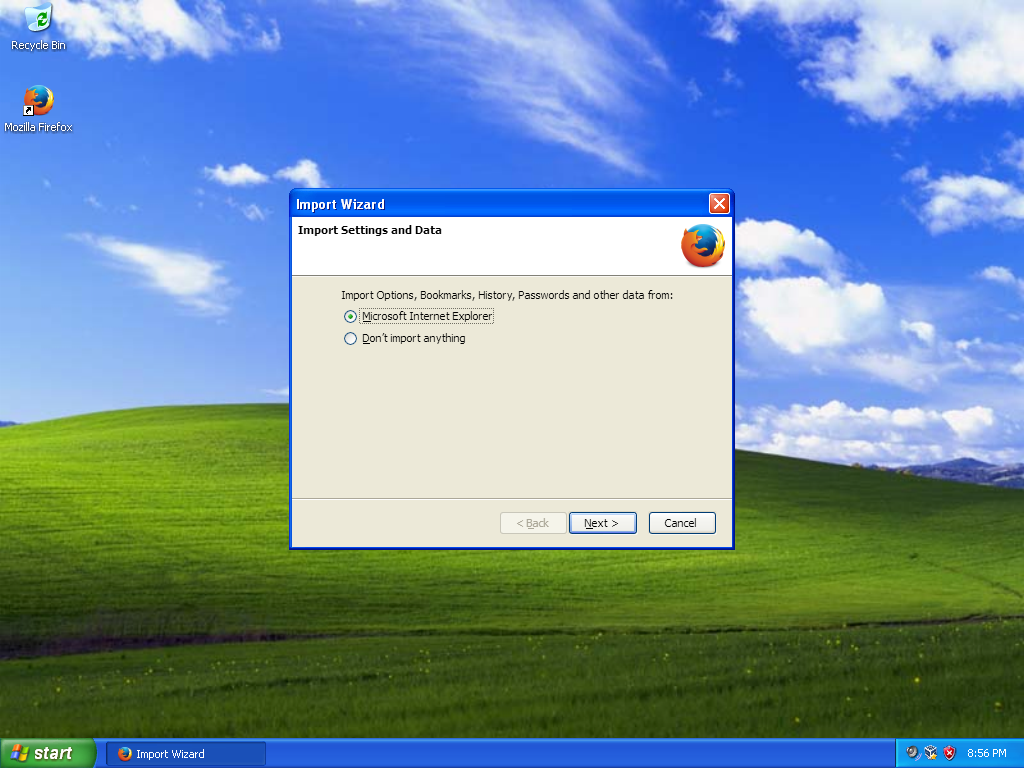 Recycle Bin
Mozilla Firefox
Import Wizard
Import Settings and Data
Import Options, Bookmarks, History, Passwords and other data from:
Microsoft Internet Explorer
Don't import anything
< Back
Next >
Cancel
start
Import Wizard
8:56 PM